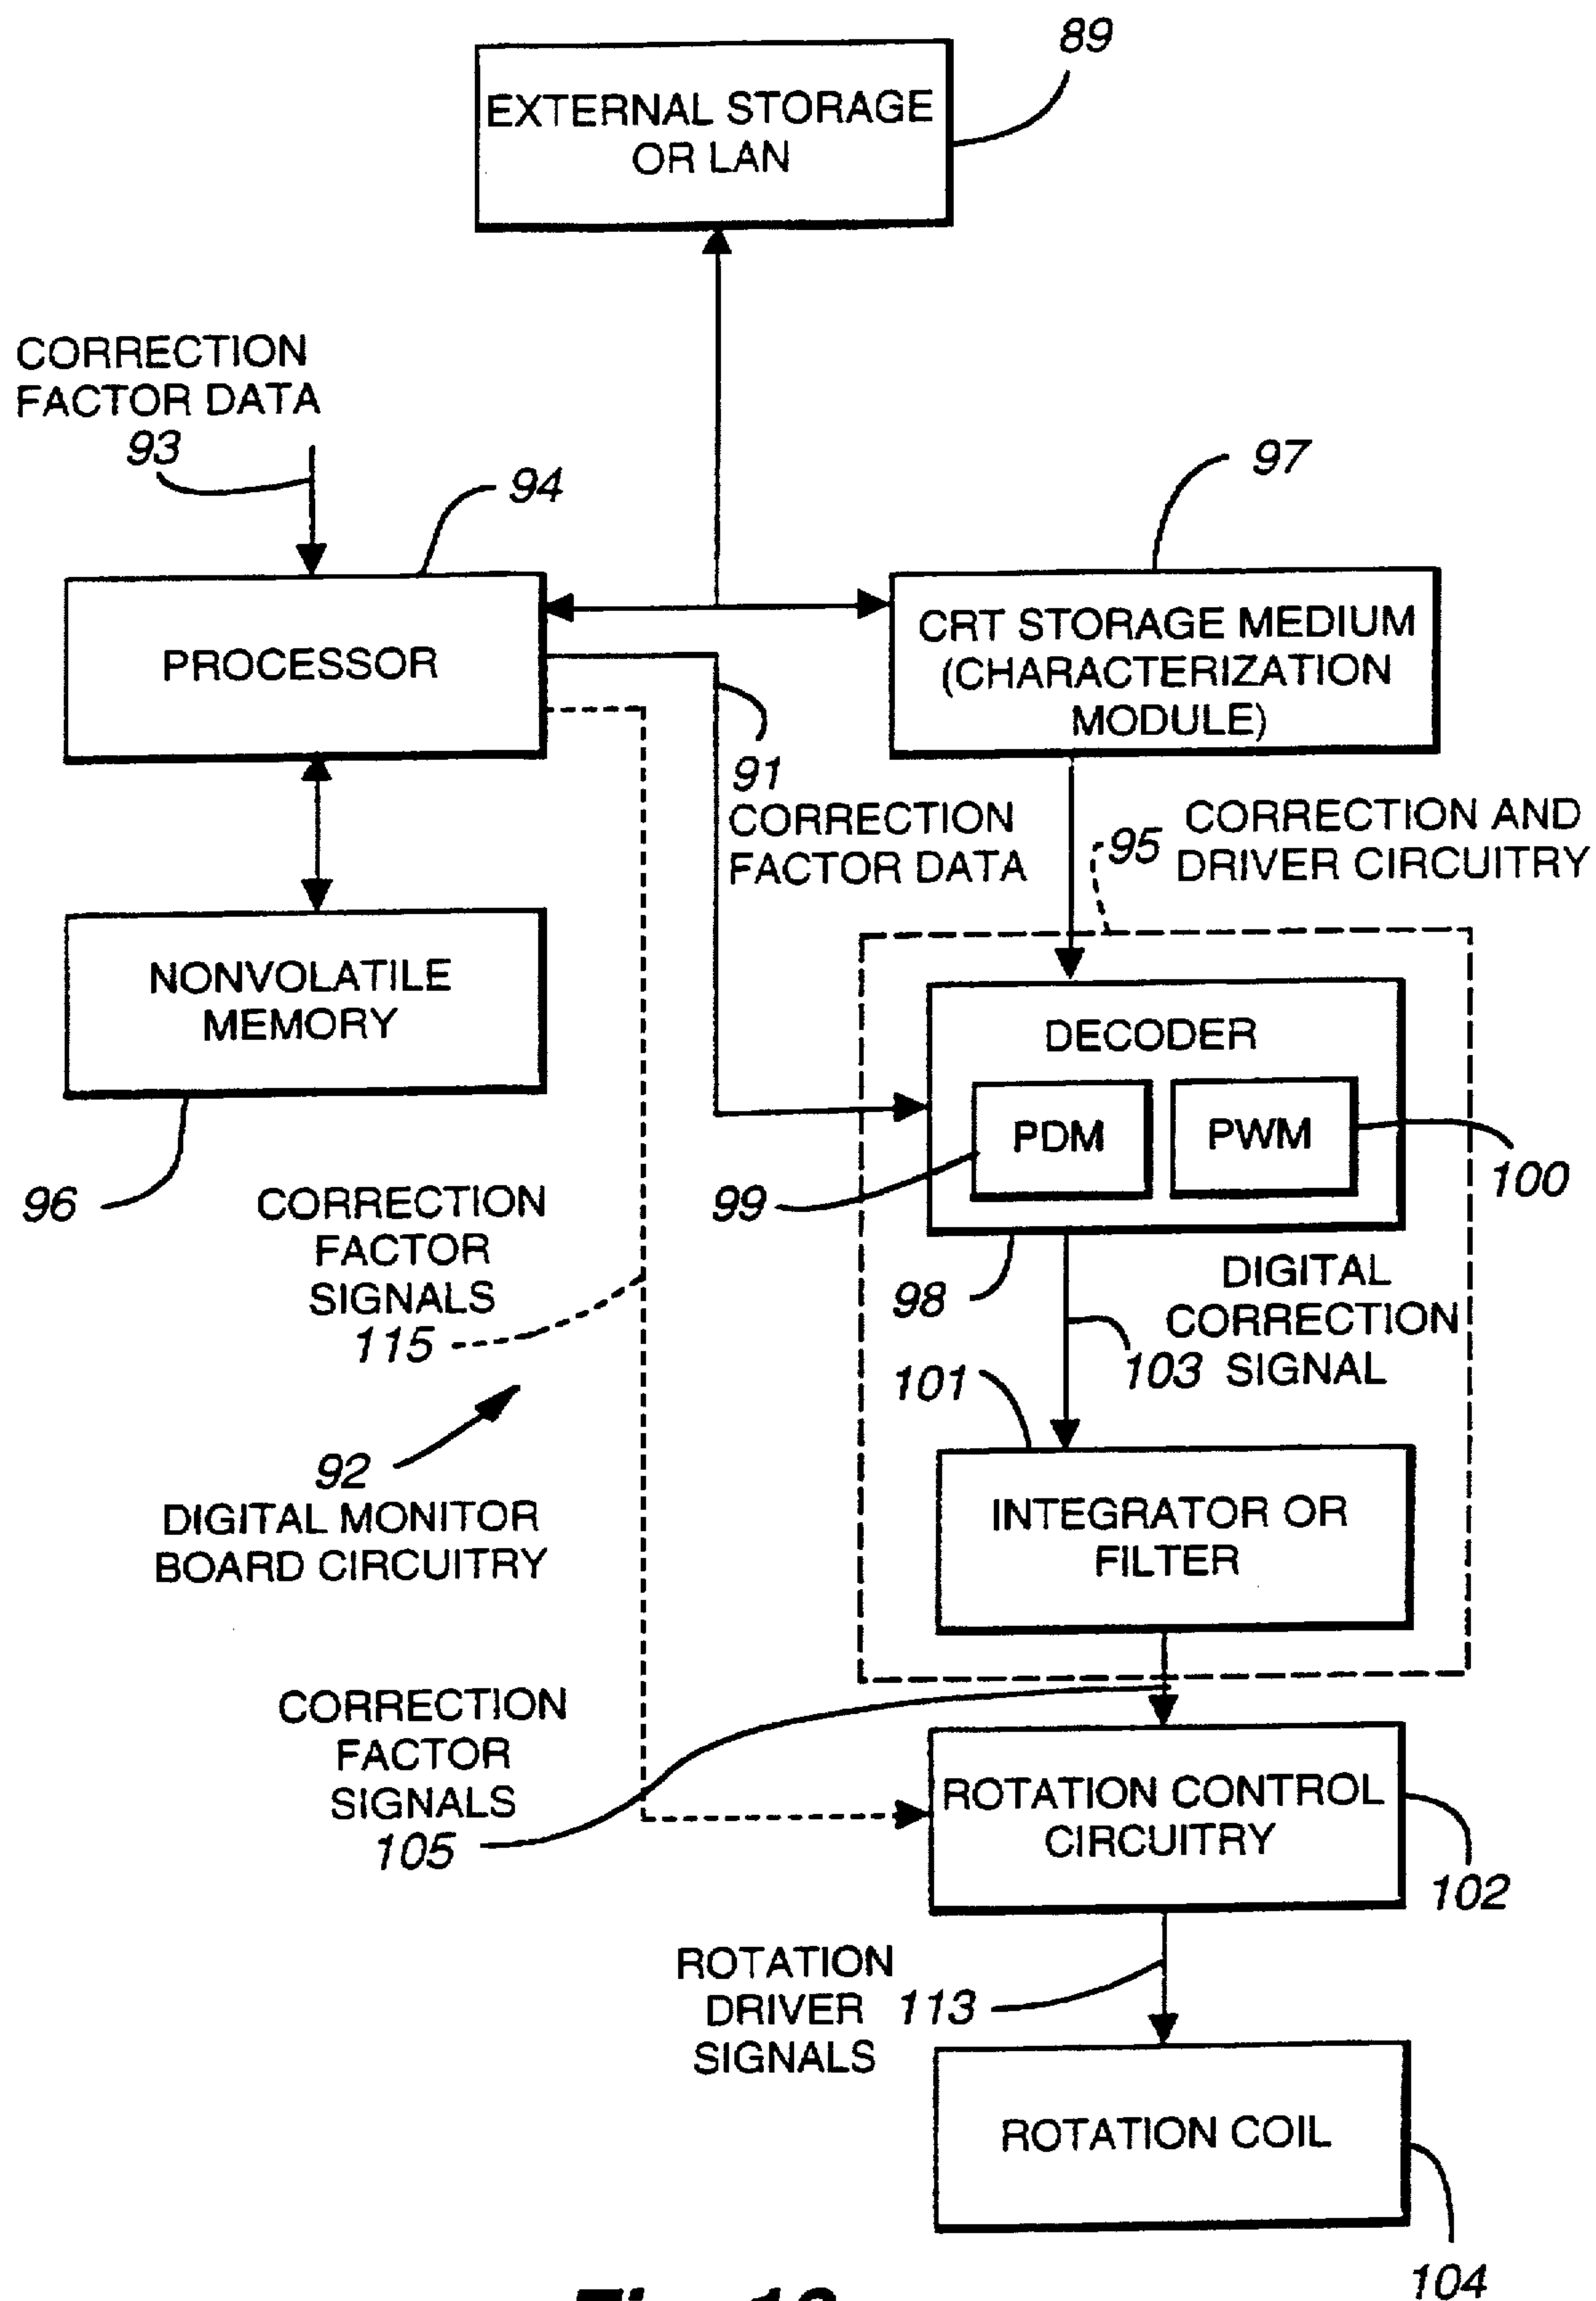 89
EXTERNAL STORAGE
OR LAN
CORRECTION
FACTOR DATA
93
94
97
PROCESSOR
CRT STORAGE MEDIUM
(CHARACTERIZATION
MODULE)
91
CORRECTION
FACTOR DATA
95
CORRECTION AND
DRIVER CIRCUITRY
NONVOLATILE
MEMORY
96
DECODER
PDM
PWM
99
100
98
CORRECTION
FACTOR
SIGNALS
115
DIGITAL
CORRECTION
SIGNAL
103
101
92
DIGITAL MONITOR
BOARD CIRCUITRY
INTEGRATOR OR
FILTER
CORRECTION
FACTOR
SIGNALS
105
ROTATION CONTROL
CIRCUITRY
102
ROTATION
DRIVER
SIGNALS
113
ROTATION COIL
104